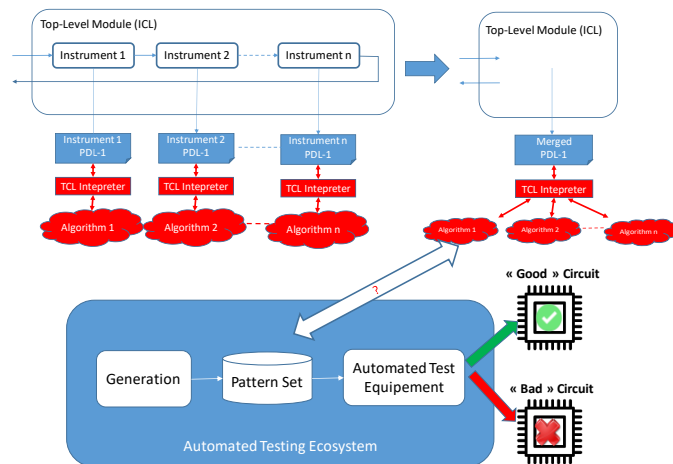 Top-Level Module (ICL)
Instrument 1
Instrument 2
Instrument n
Instrument 1
PDL-1
Instrument 2
PDL-1
Instrument n
PDL-1
TCL Intepreter
TCL Intepreter
TCL Intepreter
Algorithm 1
Algorithm 2
Algorithm n
Top-Level Module (ICL)
Merged
PDL-1
TCL Intepreter
Algorithm 1
Algorithm 2
Algorithm n
?
« Good » Circuit
Generation
Pattern Set
Automated Test
Equipement
« Bad » Circuit
Automated Testing Ecosystem